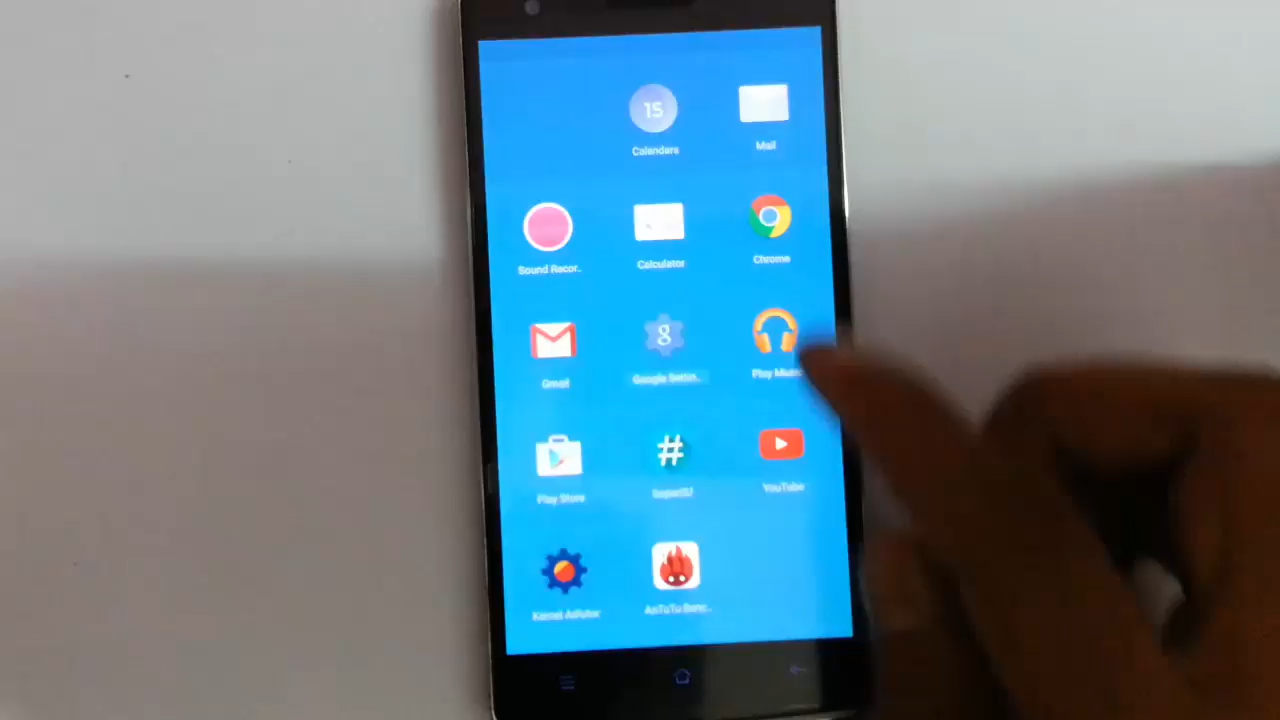 15
Calendars
Mail
Sound Recor..
Calculator
Chrome
Gmail
g
Google Settin..
Play Music
Play Store
#
SuperSU
YouTube
Kernel Adiutor
AnTuTu Benc..